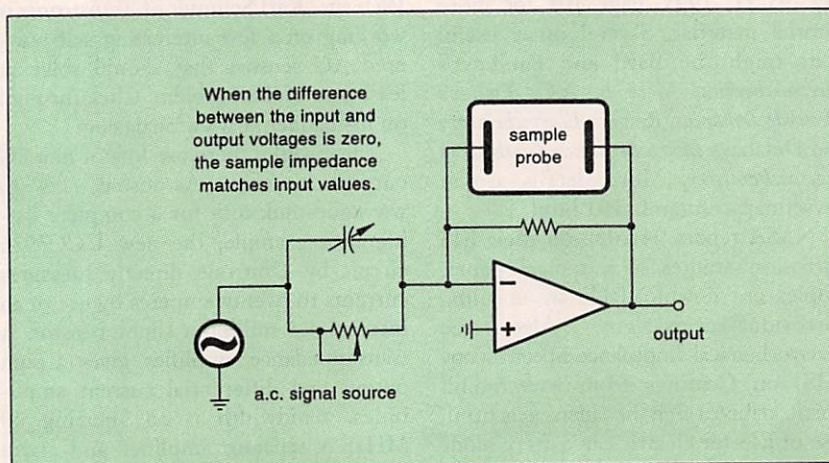 When the difference
between the input and
output voltages is zero,
the sample impedance
matches input values.
sample
probe
−
+
output
a.c. signal source